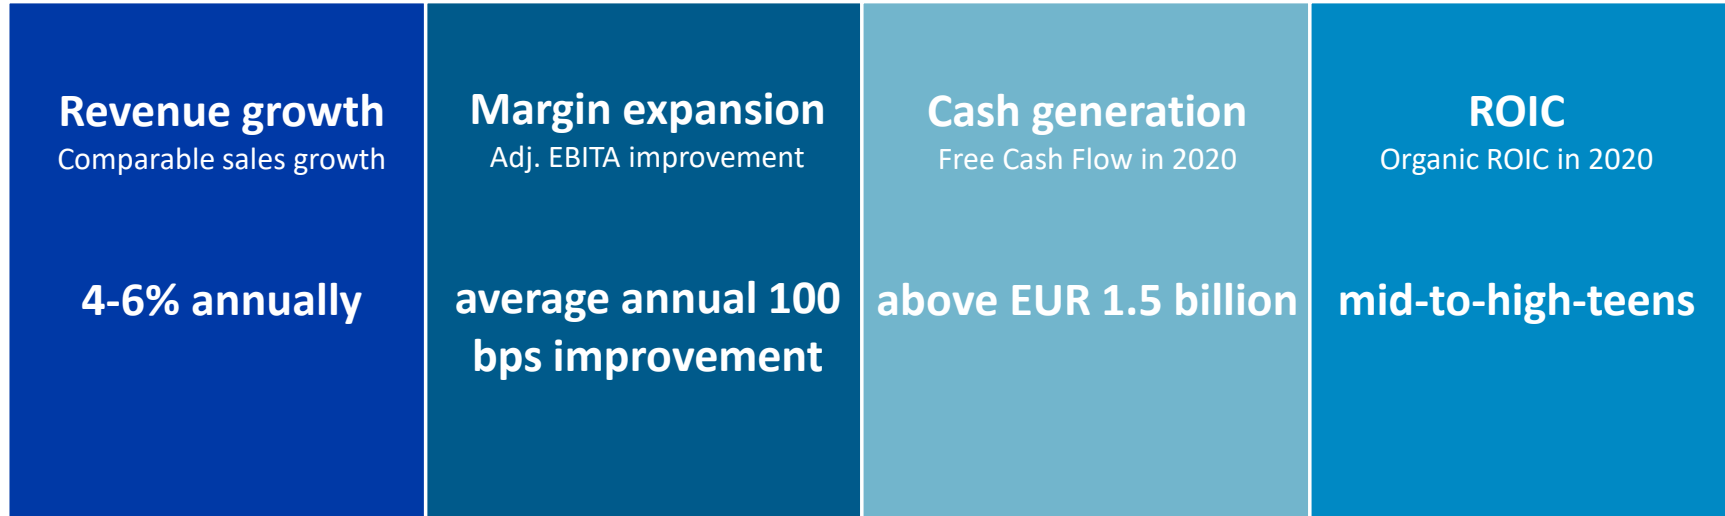 Revenue growth
Comparable sales growth
4-6% annually
Margin expansion
Adj. EBITA improvement
average annual 100
bps improvement
Cash generation
Free Cash Flow in 2020
above EUR 1.5 billion
ROIC
Organic ROIC in 2020
mid-to-high-teens